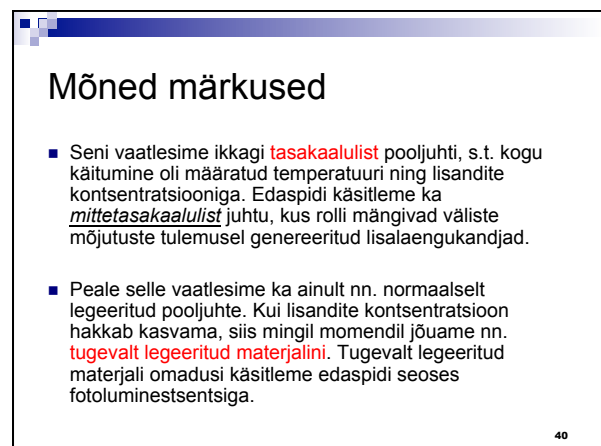 Mõned märkused
Seni vaatlesime ikkagi tasakaalulist pooljuhti, s.t. kogu
käitumine oli määratud temperatuuri ning lisandite
kontsentratsiooniga. Edaspidi käsitleme ka
mittetasakaalulist juhtu, kus rolli mängivad väliste
mõjutuste tulemusel genereeritud lisalaengukandjad.
Peale selle vaatlesime ka ainult nn. normaalselt
legeeritud pooljuhte. Kui lisandite kontsentratsioon
hakkab kasvama, siis mingil momendil jõuame nn.
tugevalt legeeritud materjalini. Tugevalt legeeritud
materjali omadusi käsitleme edaspidi seoses
fotoluminestsentsiga.
40